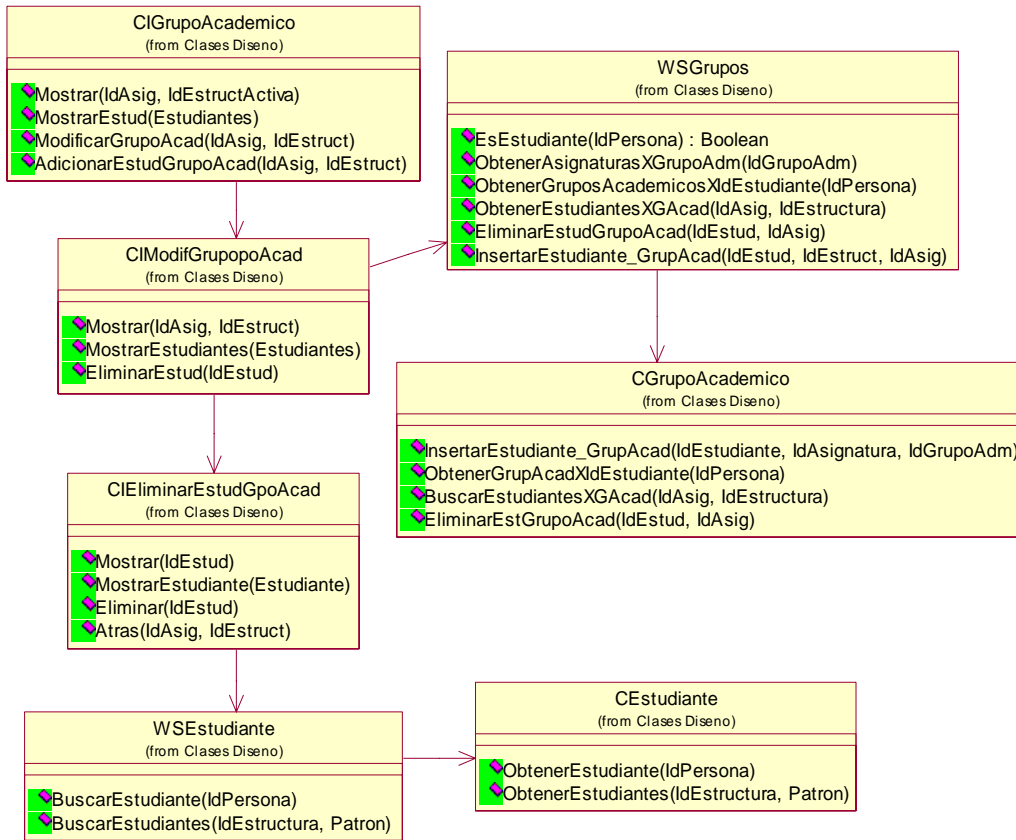 CIGrupoAcademico
(from Clases Diseno)
Mostrar(IdAsig, IdEstructActiva)
MostrarEstud(Estudiantes)
ModificarGrupoAcad(IdAsig, IdEstruct)
AdicionarEstudGrupoAcad(IdAsig, IdEstruct)
WSGrupos
(from Clases Diseno)
EsEstudiante(IdPersona) : Boolean
ObtenerAsignaturasXGrupoAdm(IdGrupoAdm)
ObtenerGruposAcademicosXIdEstudiante(IdPersona)
ObtenerEstudiantesXGAcad(IdAsig, IdEstructura)
EliminarEstudGrupoAcad(IdEstud, IdAsig)
InsertarEstudiante_GrupAcad(IdEstud, IdEstruct, IdAsig)
CIModifGrupopoAcad
(from Clases Diseno)
Mostrar(IdAsig, IdEstruct)
MostrarEstudiantes(Estudiantes)
EliminarEstud(IdEstud)
CGrupoAcademico
(from Clases Diseno)
InsertarEstudiante_GrupAcad(IdEstudiante, IdAsignatura, IdGrupoAdm)
ObtenerGrupAcadXIdEstudiante(IdPersona)
BuscarEstudiantesXGAcad(IdAsig, IdEstructura)
EliminarEstGrupoAcad(IdEstud, IdAsig)
CIEliminarEstudGpoAcad
(from Clases Diseno)
Mostrar(IdEstud)
MostrarEstudiante(Estudiante)
Eliminar(IdEstud)
Atras(IdAsig, IdEstruct)
WSEstudiante
(from Clases Diseno)
BuscarEstudiante(IdPersona)
BuscarEstudiantes(IdEstructura, Patron)
CEstudiante
(from Clases Diseno)
ObtenerEstudiante(IdPersona)
ObtenerEstudiantes(IdEstructura, Patron)